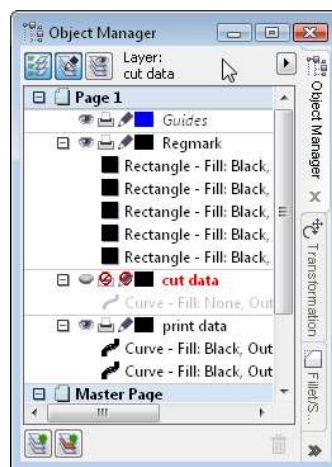 Object Manager
Layer:
cut data
Page 1
Guides
Regmark
Rectangle - Fill: Black,
Rectangle - Fill: Black,
Rectangle - Fill: Black,
Rectangle - Fill: Black,
Rectangle - Fill: Black,
cut data
Curve - Fill: None, Out
print data
Curve - Fill: Black, Out
Curve - Fill: Black, Out
Master Page
Object Manager
Transformation
Fillet/S...